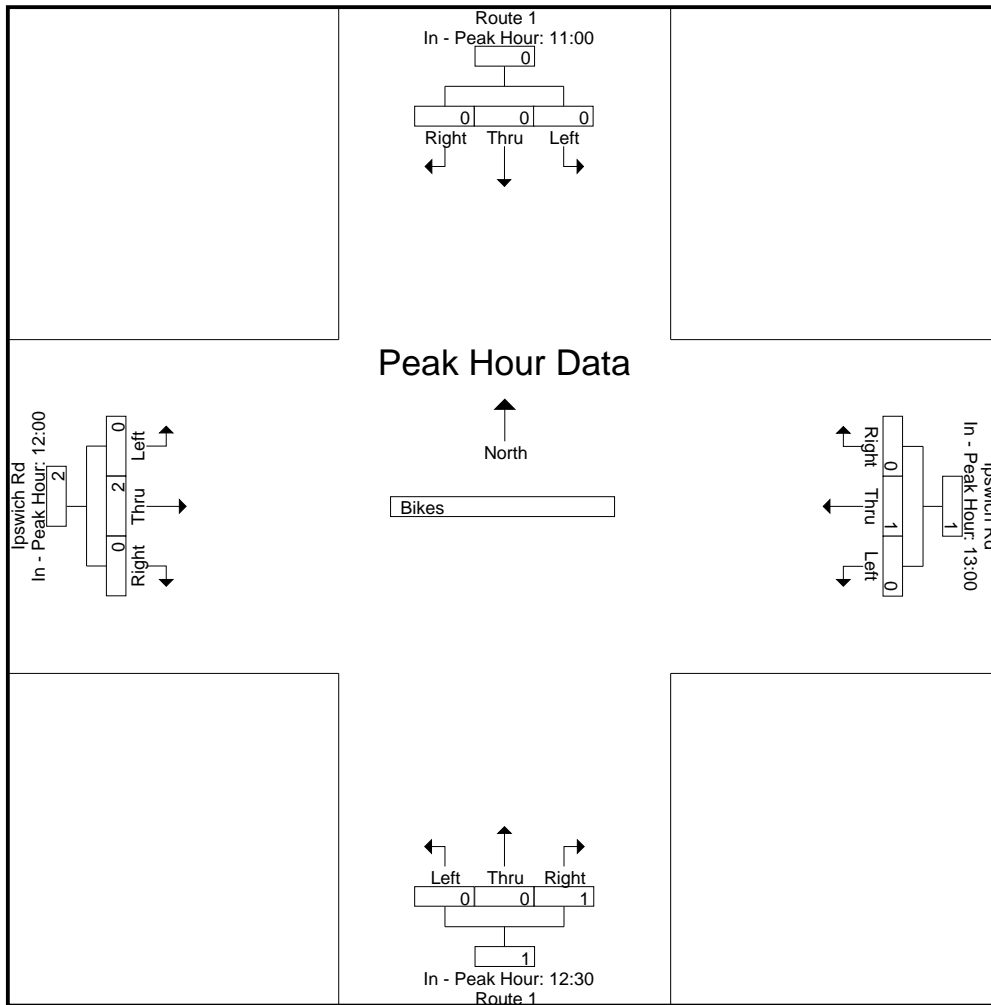 Route 1
In - Peak Hour: 11:00
0
0 0 0
Right Thru Left
Peak Hour Data
North
Bikes
Ipswich Rd
In - Peak Hour: 12:00
2
0 2 0
Left Thru Right
Right Thru Left
0 1 0
1
In - Peak Hour: 13:00
Ipswich Rd
Left Thru Right
0 0 1
1
In - Peak Hour: 12:30
Route 1